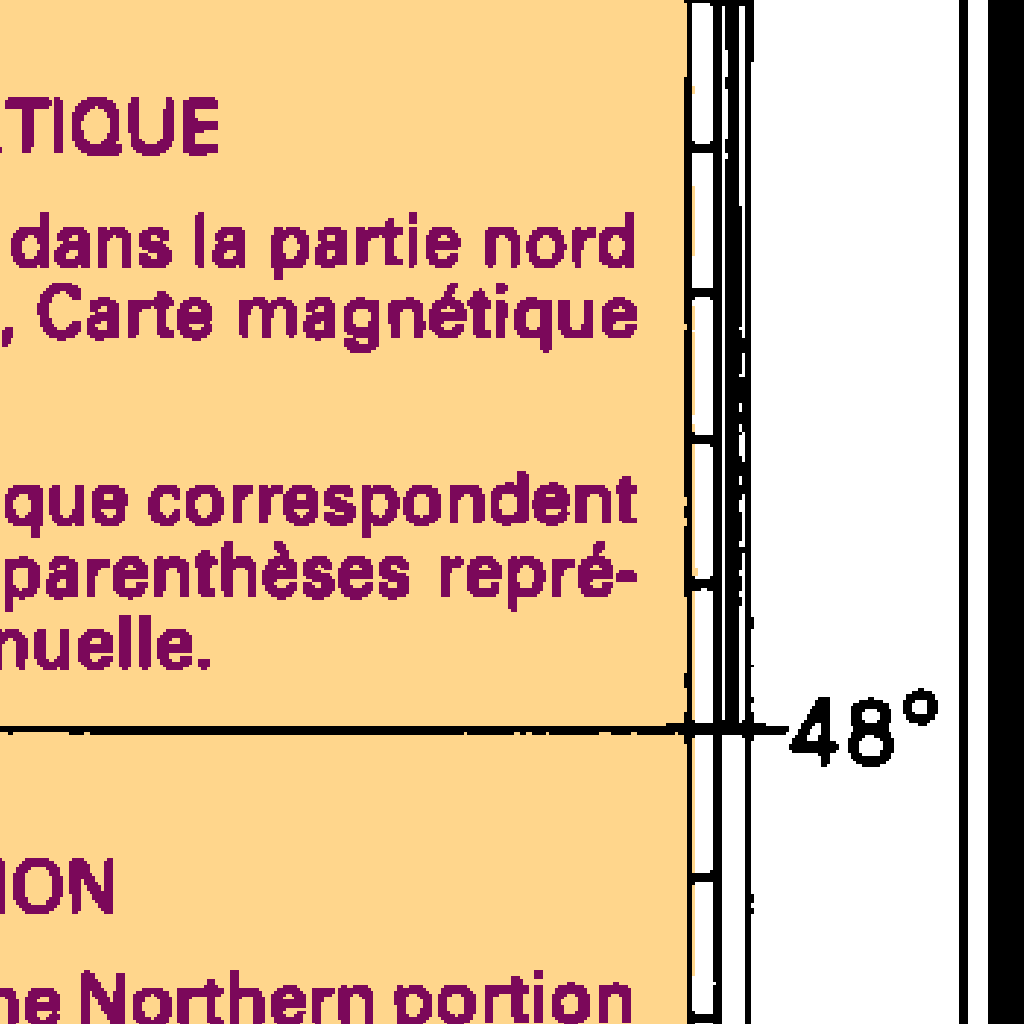 TIQUE
dans la partie nord
, Carte magnétique
que correspondent
parenthèses repré-
nuelle.
48°
ION
ne Northern portion